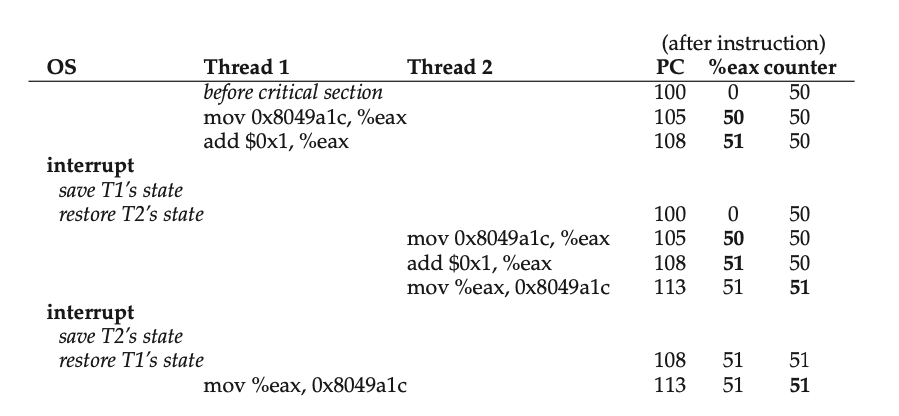 (after instruction)
OS Thread 1 Thread 2 PC %eax counter
before critical section 100 0 50
mov 0x8049a1c, %eax 105 50 50
add $0x1, %eax 108 51 50
interrupt
save T1’s state
restore T2’s state 100 0 50
mov 0x8049a1c, %eax 105 50 50
add $0x1, %eax 108 51 50
mov %eax, 0x8049a1c 113 51 51
interrupt
save T2’s state
restore T1’s state 108 51 51
mov %eax, 0x8049a1c 113 51 51